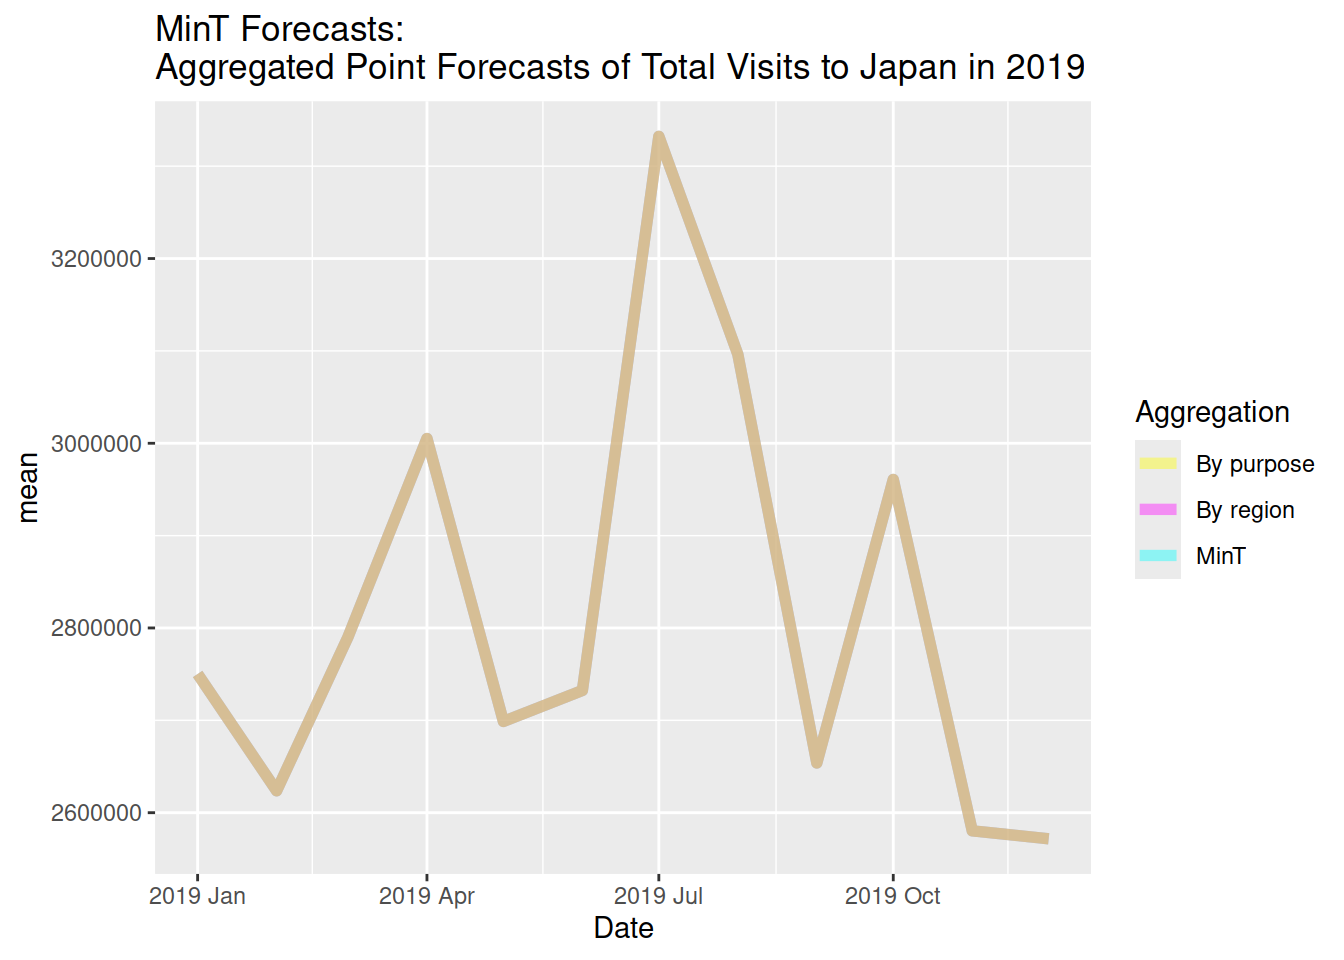 MinT Forecasts:
Aggregated Point Forecasts of Total Visits to Japan in 2019
3200000
3000000
2800000
2600000
mean
2019 Jan
2019 Apr
2019 Jul
2019 Oct
Date
Aggregation
By purpose
By region
MinT